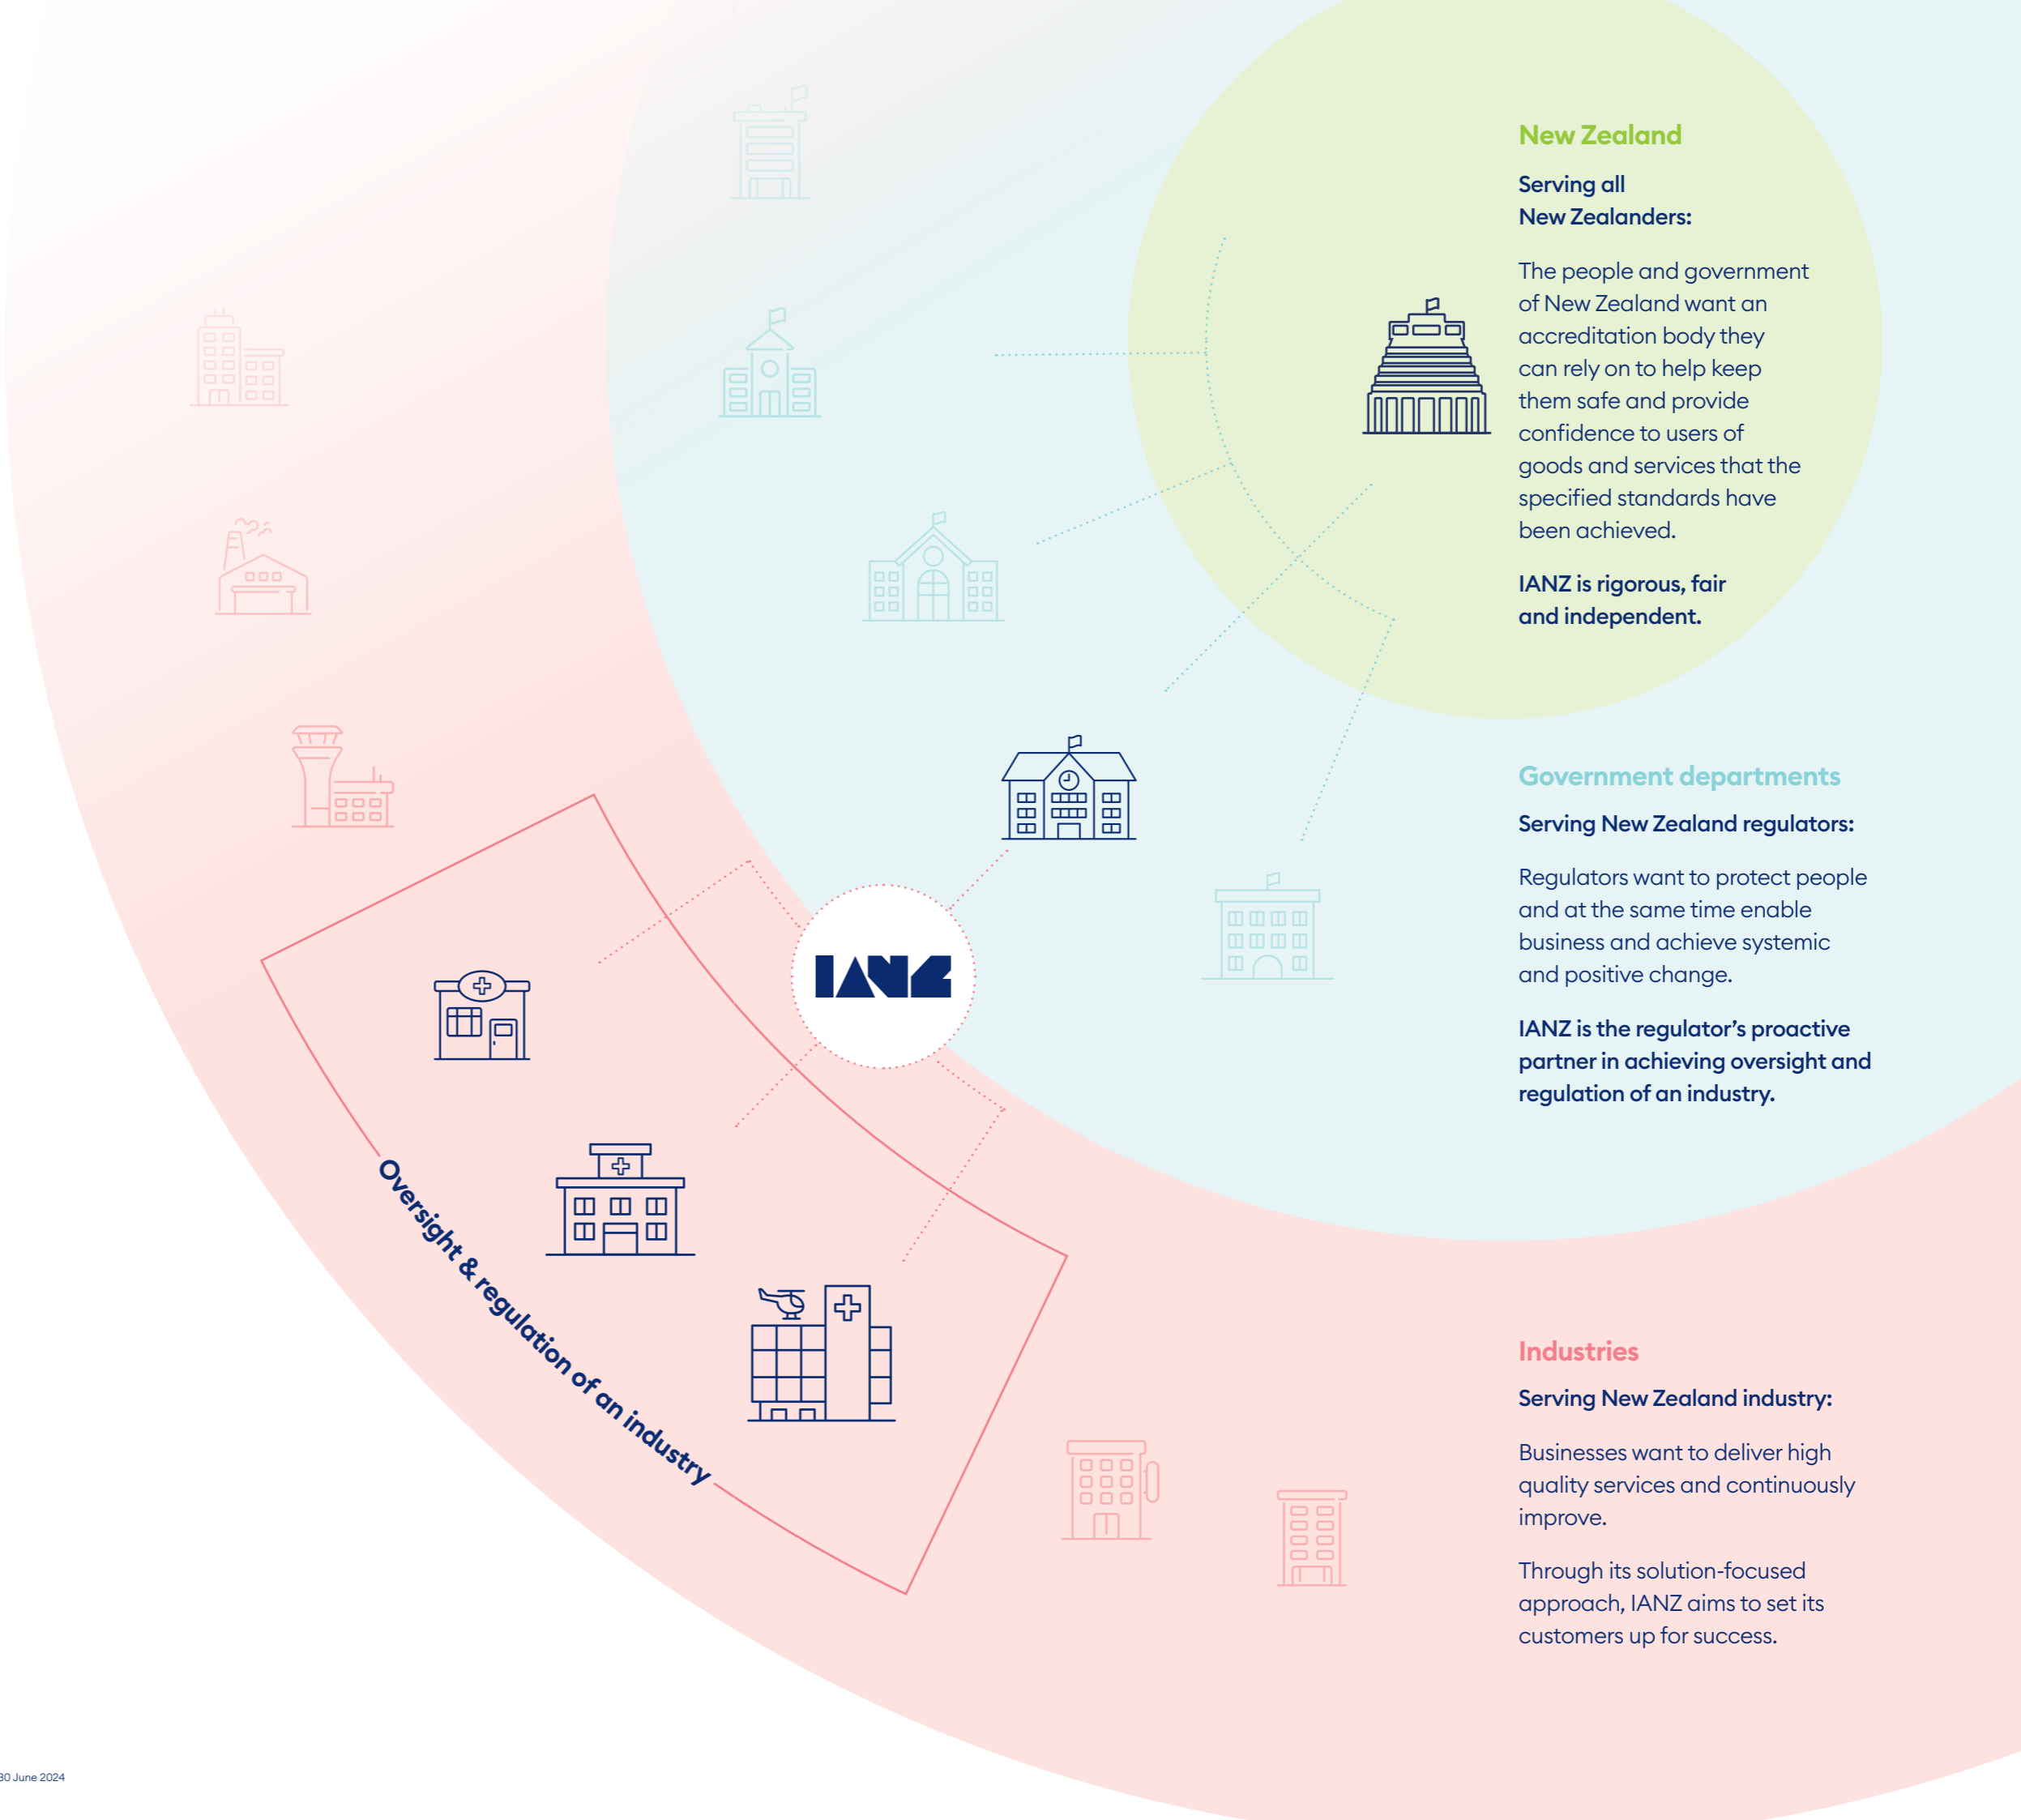 New Zealand
Serving all
New Zealanders:
The people and government
of New Zealand want an
accreditation body they
can rely on to help keep
them safe and provide
confidence to users of
goods and services that the
specified standards have
been achieved.
IANZ is rigorous, fair
and independent.
Government departments
Serving New Zealand regulators:
Regulators want to protect people
and at the same time enable
business and achieve systemic
and positive change.
IANZ is the regulator’s proactive
partner in achieving oversight and
regulation of an industry.
IANZ
Oversight & regulation of an industry
Industries
Serving New Zealand industry:
Businesses want to deliver high
quality services and continuously
improve.
Through its solution-focused
approach, IANZ aims to set its
customers up for success.
30 June 2024